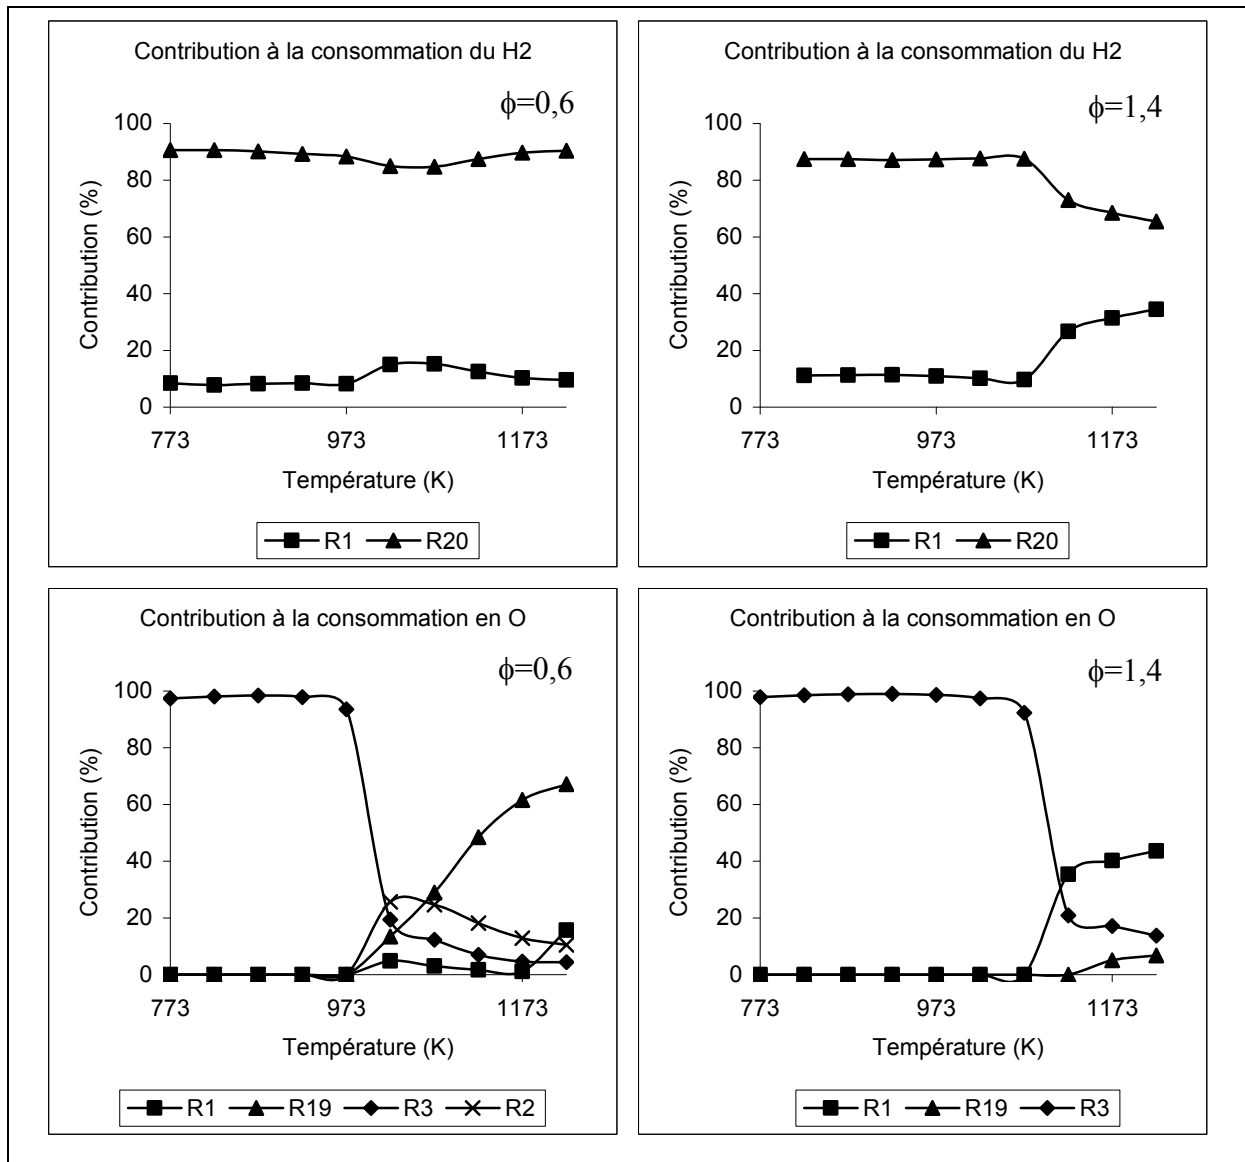 Contribution à la consommation du H2
ϕ=0,6
100
80
60
40
20
0
Contribution (%)
773
973
1173
Température (K)
R1
R20
Contribution à la consommation du H2
ϕ=1,4
100
80
60
40
20
0
Contribution (%)
773
973
1173
Température (K)
R1
R20
Contribution à la consommation en O
ϕ=0,6
100
80
60
40
20
0
Contribution (%)
773
973
1173
Température (K)
R1
R19
R3
R2
Contribution à la consommation en O
ϕ=1,4
100
80
60
40
20
0
Contribution (%)
773
973
1173
Température (K)
R1
R19
R3